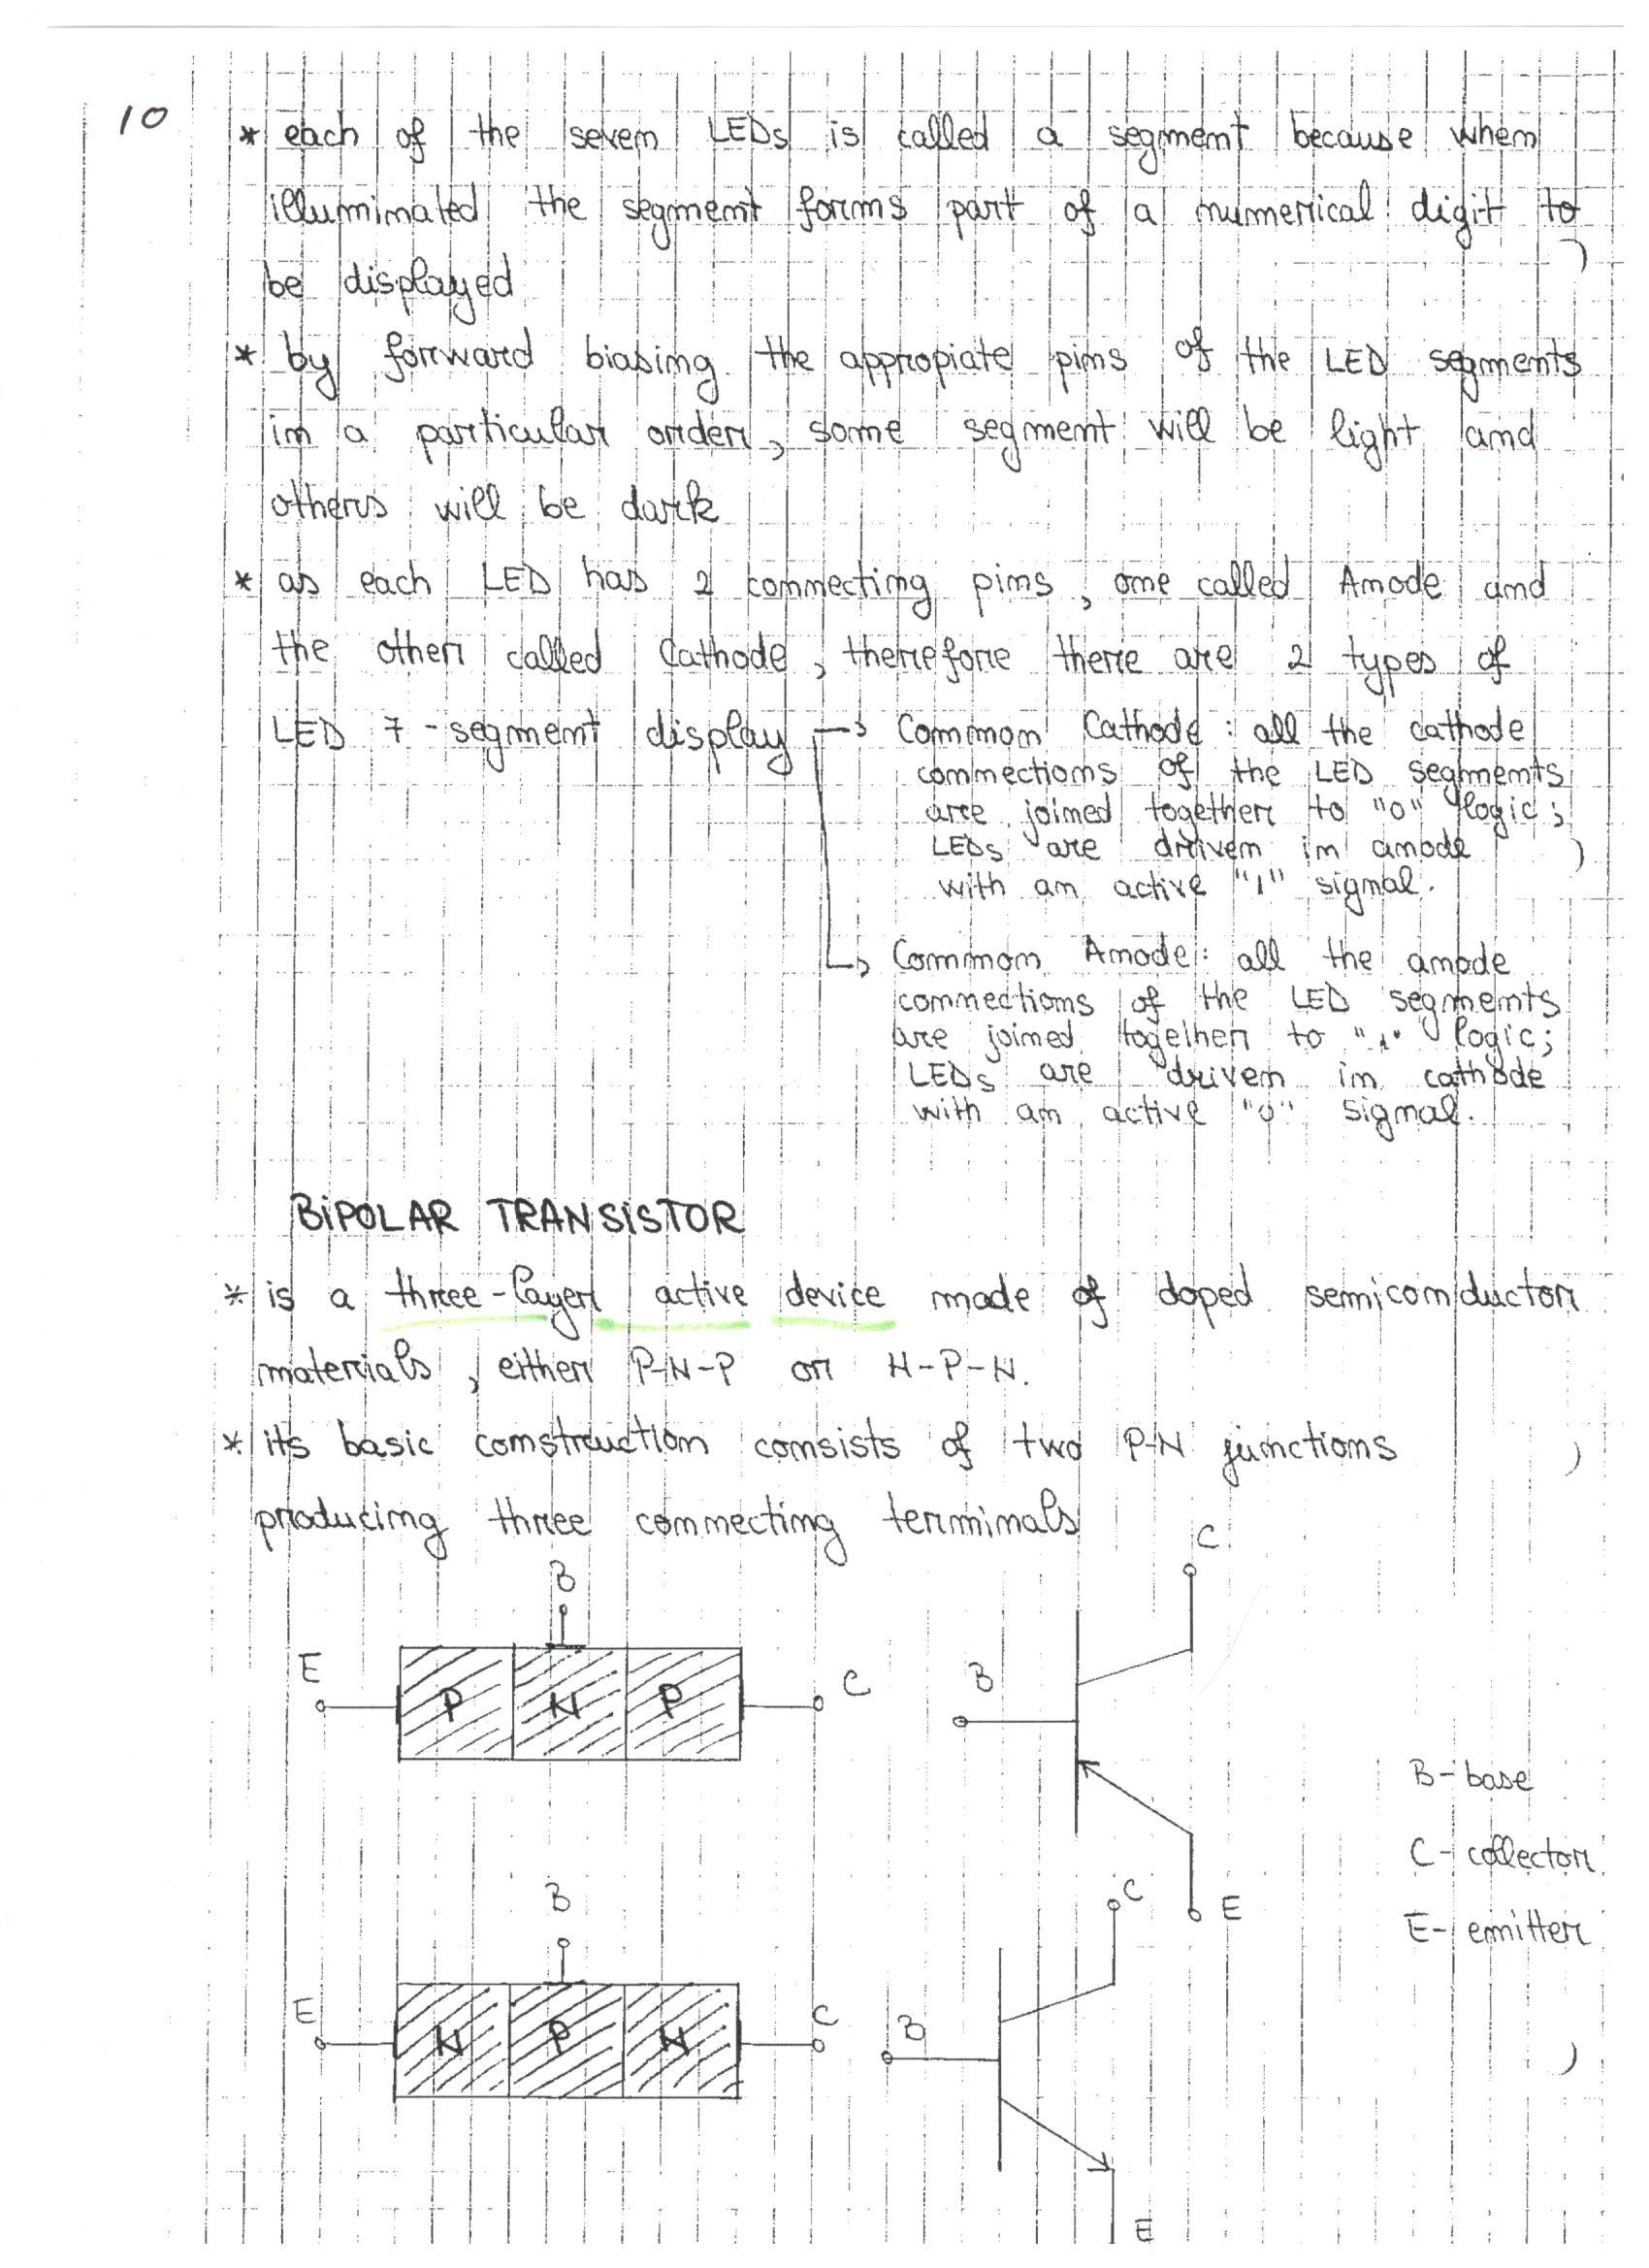 10
* each of the seven LEDs is called a segment because when
illuminated the segment forms part of a numerical digit to
be displayed
* by forward biasing the appropiate pins of the LED segments
in a particular order, some segment will be light and
others will be dark
* as each LED has 2 connecting pins, one called Anode and
the other called Cathode, therefore there are 2 types of
LED 7-segment display → Common Cathode: all the cathode
connections of the LED segments
are joined together to "0" logic;
LEDs are driven in anode
with an active "1" signal.
→ Common Anode: all the anode
connections of the LED segments
are joined together to "1" logic;
LEDs are driven in cathode
with an active "0" signal.
BiPOLAR TRANSiSTOR
* is a three-layer active device made of doped semiconductor
materials, either P-N-P or N-P-N.
* its basic construction consists of two P-N junctions
producing three connecting terminals
B
E P N P C
C
B
E
B-base
C-collector
E-emitter
B
E N P N C
C
B
E